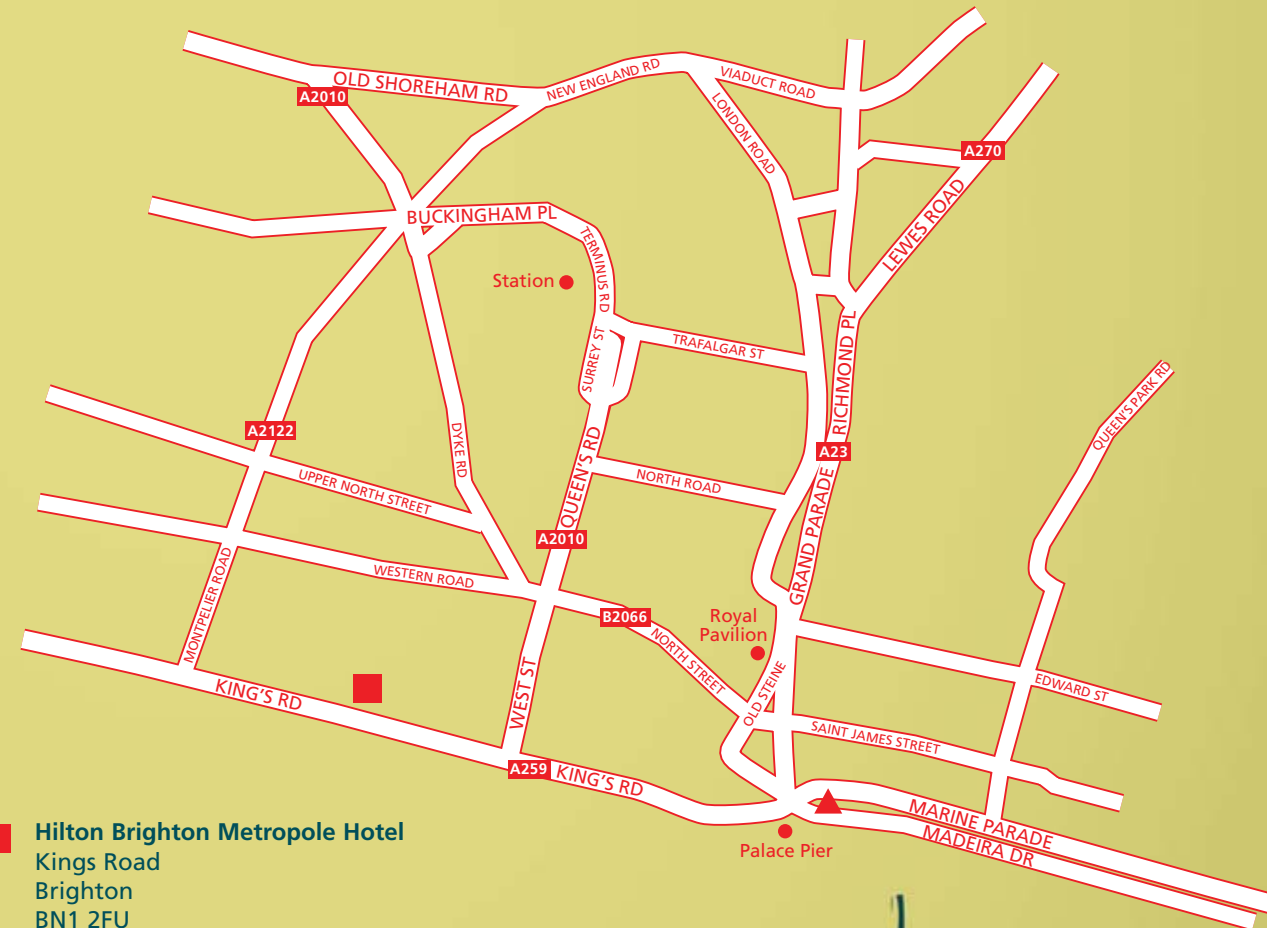 OLD SHOREHAM RD
A2010
NEW ENGLAND RD
VIADUCT ROAD
LONDON ROAD
A270
LEWES ROAD
BUCKINGHAM PL
TERMINUS RD
Station
SURREY ST
TRAFALGAR ST
RICHMOND PL
QUEEN'S PARK RD
A2122
DYKE RD
UPPER NORTH STREET
QUEEN'S RD
NORTH ROAD
A23
GRAND PARADE
A2010
MONTPELIER ROAD
WESTERN ROAD
B2066
NORTH STREET
Royal
Pavilion
OLD STEINE
EDWARD ST
KING'S RD
WEST ST
SAINT JAMES STREET
A259
KING'S RD
MARINE PARADE
MADEIRA DR
Palace Pier
Hilton Brighton Metropole Hotel
Kings Road
Brighton
BN1 2FU